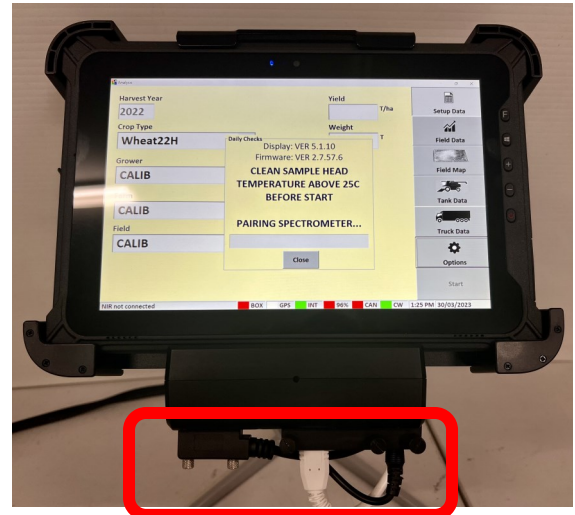 Harvest Year
2022
Crop Type
Wheat22H
Grower
CALIB
CALIB
Field
CALIB
Yield
T/ha
Weight
T
Daily Checks
Display: VER 5.1.10
Firmware: VER 2.7.57.6
CLEAN SAMPLE HEAD
TEMPERATURE ABOVE 25C
BEFORE START
PAIRING SPECTROMETER...
Close
Setup Data
Field Data
Field Map
Tank Data
Truck Data
Options
Start
NIR not connected
BOX GPS INT 96% CAN CW 1:25 PM 30/03/2023
F